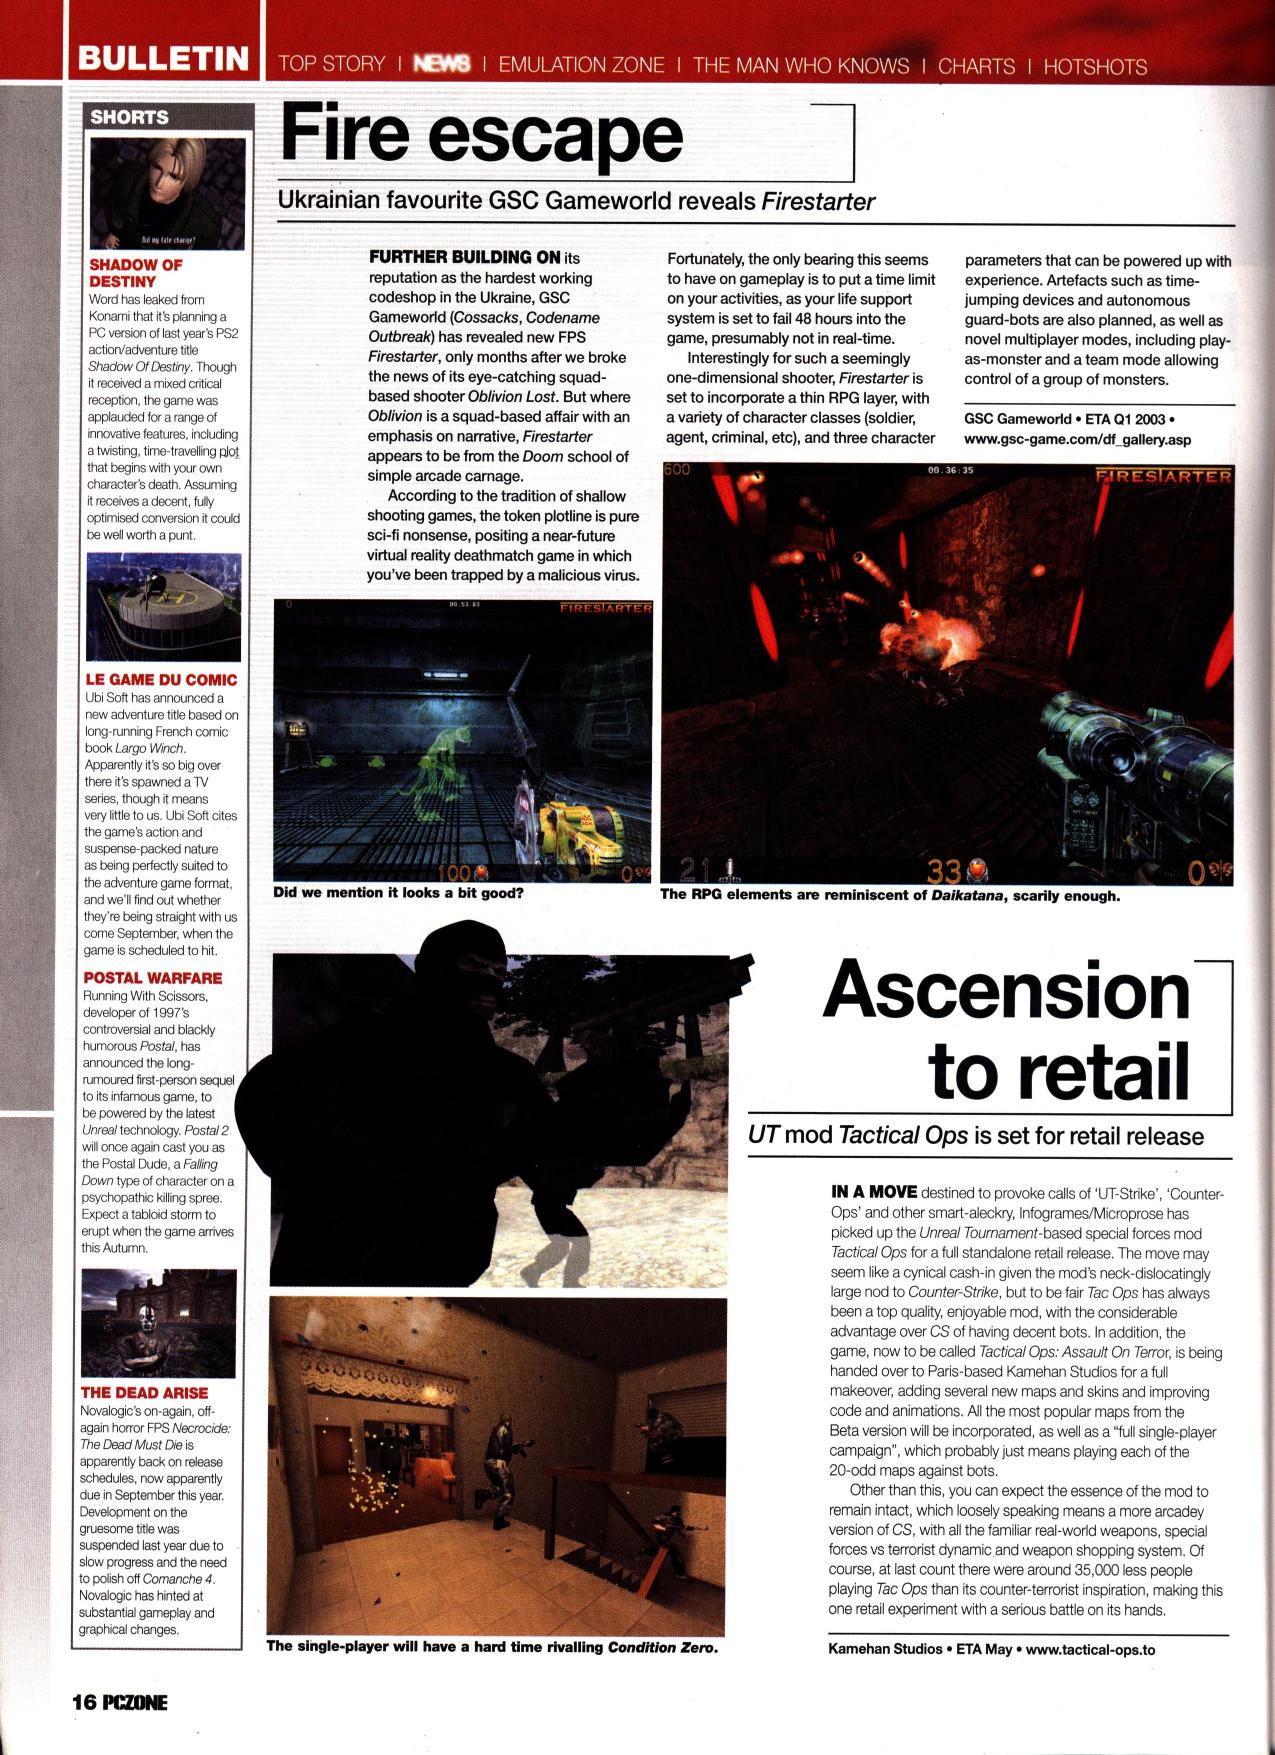 BULLETIN
TOP STORY | NEWS | EMULATION ZONE | THE MAN WHO KNOWS | CHARTS | HOTSHOTS
SHORTS
Did my fate change?
SHADOW OF
DESTINY
Word has leaked from
Konami that it's planning a
PC version of last year's PS2
action/adventure title
Shadow Of Destiny. Though
it received a mixed critical
reception, the game was
applauded for a range of
innovative features, including
a twisting, time-travelling plot
that begins with your own
character's death. Assuming
it receives a decent, fully
optimised conversion it could
be well worth a punt.
LE GAME DU COMIC
Ubi Soft has announced a
new adventure title based on
long-running French comic
book Largo Winch.
Apparently it's so big over
there it's spawned a TV
series, though it means
very little to us. Ubi Soft cites
the game's action and
suspense-packed nature
as being perfectly suited to
the adventure game format,
and we'll find out whether
they're being straight with us
come September, when the
game is scheduled to hit.
POSTAL WARFARE
Running With Scissors,
developer of 1997's
controversial and blackly
humorous Postal, has
announced the long-
rumoured first-person sequel
to its infamous game, to
be powered by the latest
Unreal technology. Postal 2
will once again cast you as
the Postal Dude, a Falling
Down type of character on a
psychopathic killing spree.
Expect a tabloid storm to
erupt when the game arrives
this Autumn.
THE DEAD ARISE
Novalogic's on-again, off-
again horror FPS Necrocide:
The Dead Must Die is
apparently back on release
schedules, now apparently
due in September this year.
Development on the
gruesome title was
suspended last year due to
slow progress and the need
to polish off Comanche 4.
Novalogic has hinted at
substantial gameplay and
graphical changes.
Fire escape
Ukrainian favourite GSC Gameworld reveals Firestarter
FURTHER BUILDING ON its
reputation as the hardest working
codeshop in the Ukraine, GSC
Gameworld (Cossacks, Codename
Outbreak) has revealed new FPS
Firestarter, only months after we broke
the news of its eye-catching squad-
based shooter Oblivion Lost. But where
Oblivion is a squad-based affair with an
emphasis on narrative, Firestarter
appears to be from the Doom school of
simple arcade carnage.
According to the tradition of shallow
shooting games, the token plotline is pure
sci-fi nonsense, positing a near-future
virtual reality deathmatch game in which
you've been trapped by a malicious virus.
Fortunately, the only bearing this seems
to have on gameplay is to put a time limit
on your activities, as your life support
system is set to fail 48 hours into the
game, presumably not in real-time.
Interestingly for such a seemingly
one-dimensional shooter, Firestarter is
set to incorporate a thin RPG layer, with
a variety of character classes (soldier,
agent, criminal, etc), and three character
parameters that can be powered up with
experience. Artefacts such as time-
jumping devices and autonomous
guard-bots are also planned, as well as
novel multiplayer modes, including play-
as-monster and a team mode allowing
control of a group of monsters.
GSC Gameworld • ETA Q1 2003 •
www.gsc-game.com/df_gallery.asp
0
00.53.83
FIRESTARTER
100
0
Did we mention it looks a bit good?
600
00.36:35
FIRESTARTER
21
33
0
The RPG elements are reminiscent of Daikatana, scarily enough.
Ascension
to retail
UT mod Tactical Ops is set for retail release
IN A MOVE destined to provoke calls of 'UT-Strike', 'Counter-
Ops' and other smart-aleckry, Infogrames/Microprose has
picked up the Unreal Tournament-based special forces mod
Tactical Ops for a full standalone retail release. The move may
seem like a cynical cash-in given the mod's neck-dislocatingly
large nod to Counter-Strike, but to be fair Tac Ops has always
been a top quality, enjoyable mod, with the considerable
advantage over CS of having decent bots. In addition, the
game, now to be called Tactical Ops: Assault On Terror, is being
handed over to Paris-based Kamehan Studios for a full
makeover, adding several new maps and skins and improving
code and animations. All the most popular maps from the
Beta version will be incorporated, as well as a "full single-player
campaign", which probably just means playing each of the
20-odd maps against bots.
Other than this, you can expect the essence of the mod to
remain intact, which loosely speaking means a more arcadey
version of CS, with all the familiar real-world weapons, special
forces vs terrorist dynamic and weapon shopping system. Of
course, at last count there were around 35,000 less people
playing Tac Ops than its counter-terrorist inspiration, making this
one retail experiment with a serious battle on its hands.
Kamehan Studios • ETA May • www.tactical-ops.to
The single-player will have a hard time rivalling Condition Zero.
16 PCZONE